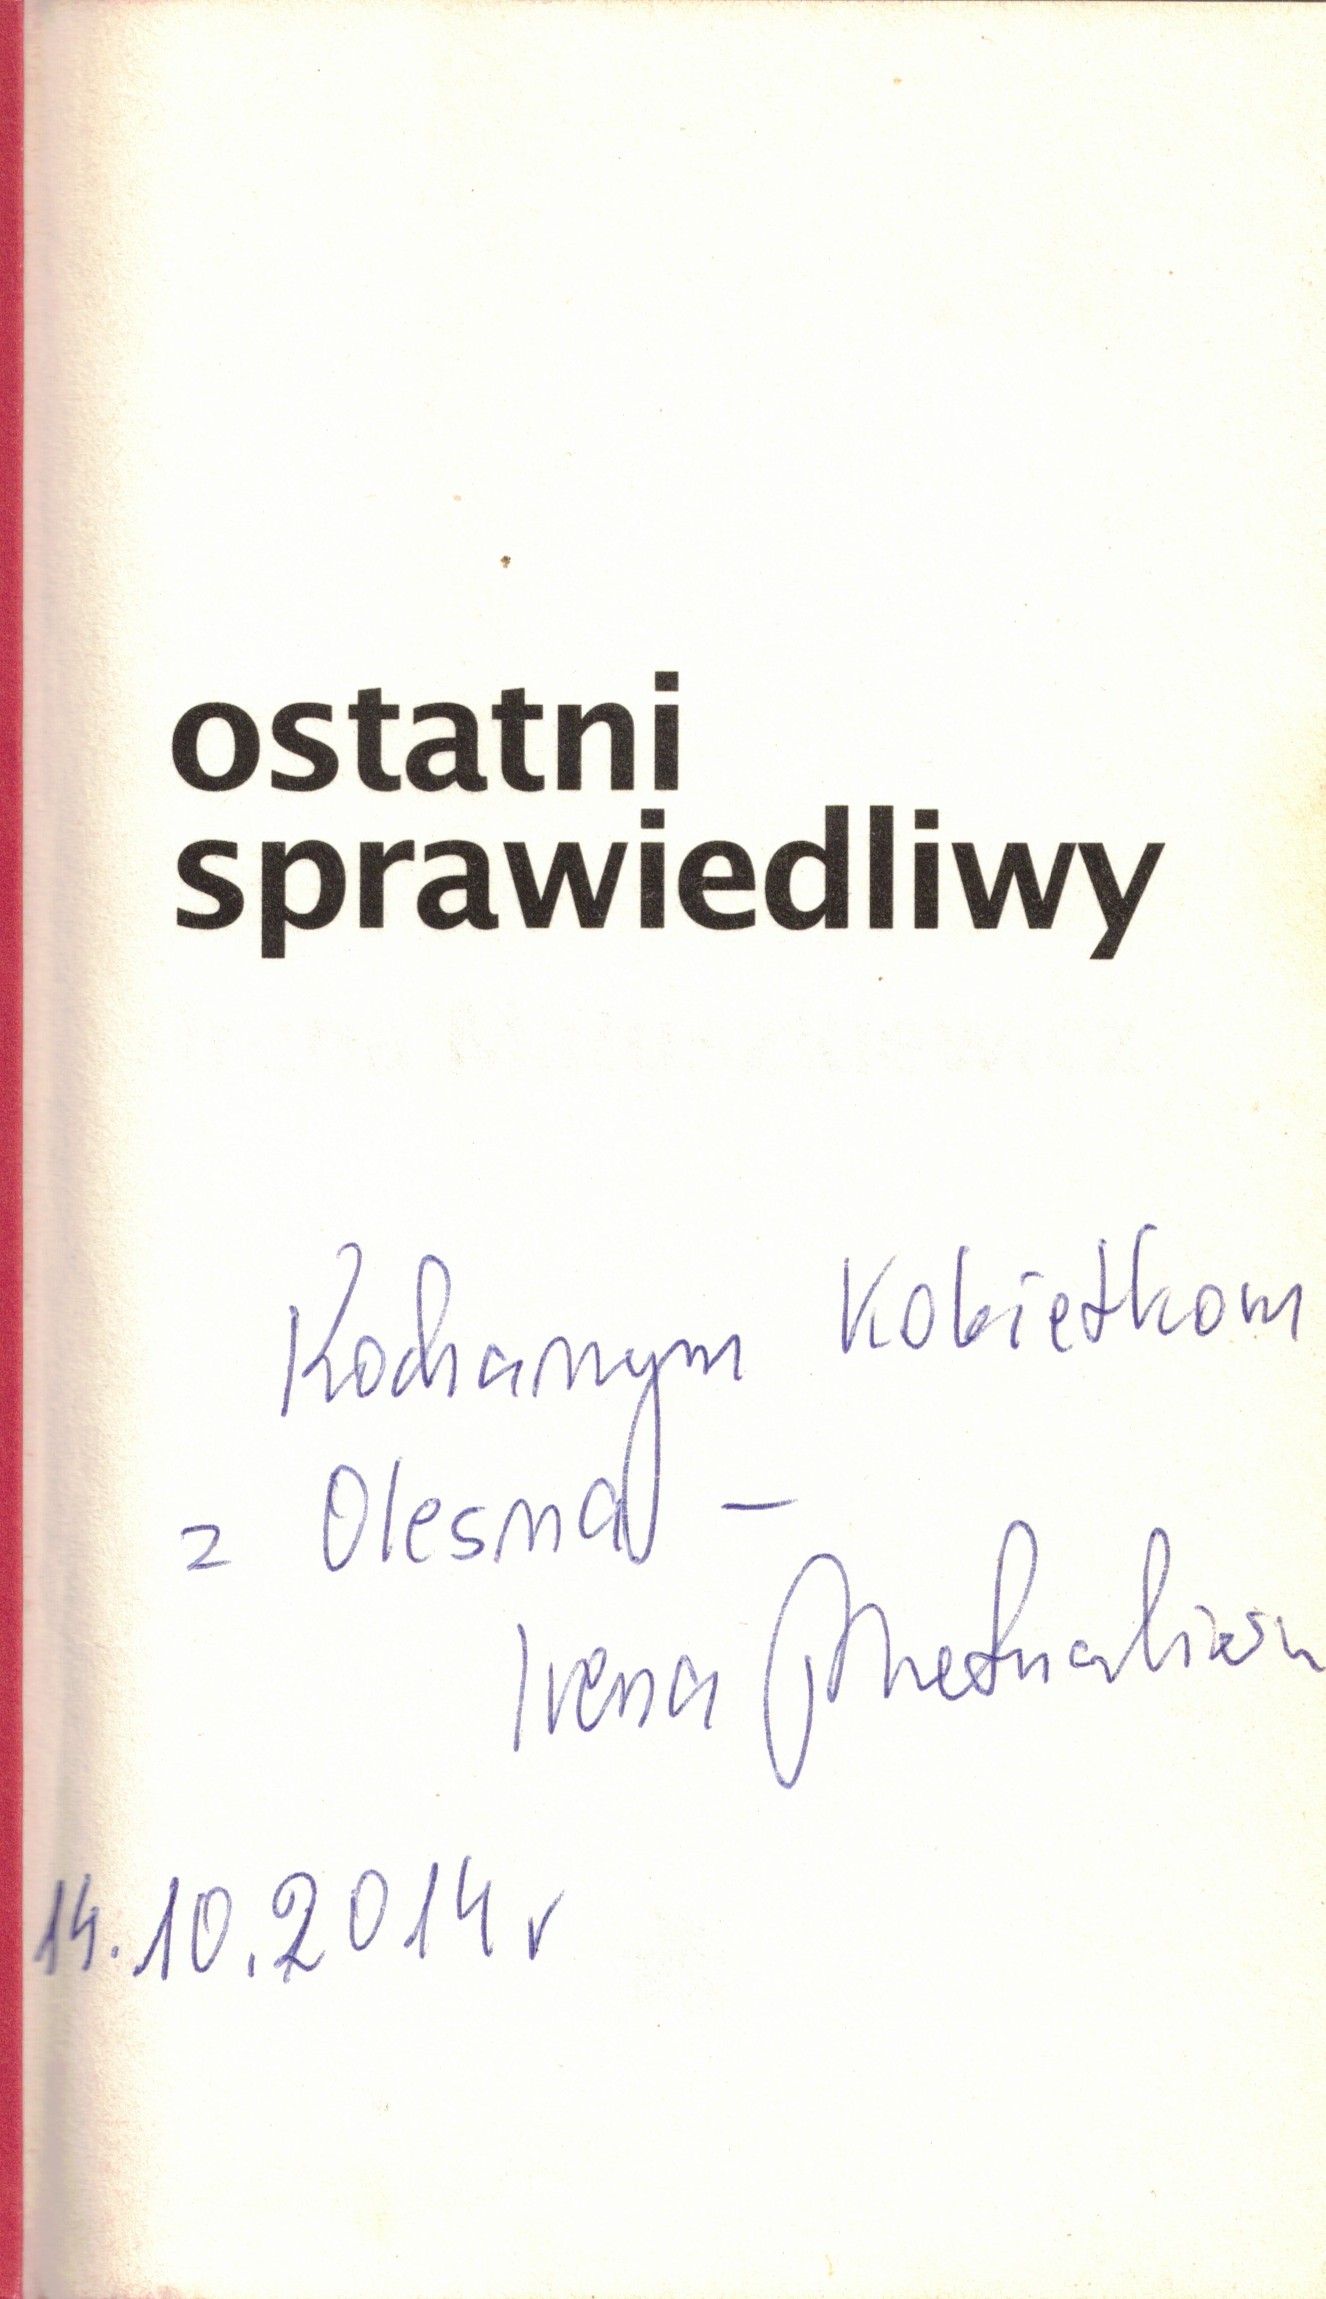 ostatni
sprawiedliwy
Kochanym Kobietkom
z Olesna –
Irena
14.10.2014 r